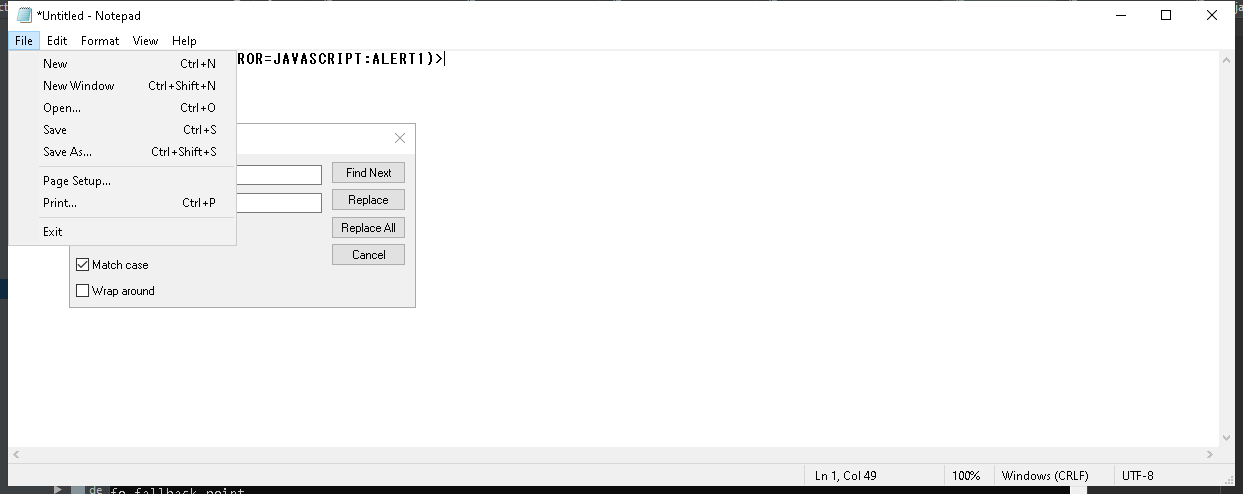 *Untitled - Notepad
File Edit Format View Help
ROR=JAVASCRIPT:ALERT1)>
New Ctrl+N
New Window Ctrl+Shift+N
Open... Ctrl+O
Save Ctrl+S
Save As... Ctrl+Shift+S
Page Setup...
Print... Ctrl+P
Exit
Find Next
Replace
Replace All
Cancel
Match case
Wrap around
Ln 1, Col 49 100% Windows (CRLF) UTF-8
de fo fallback point